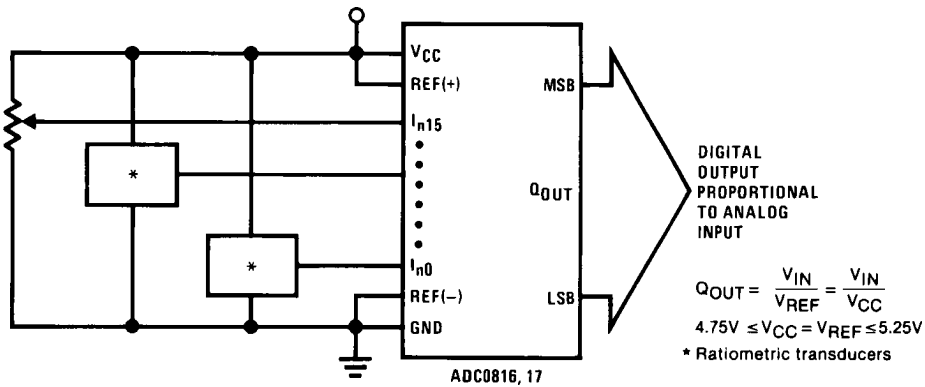 VCC
REF(+)
In15
*
*
In0
REF(−)
GND
MSB
QOUT
LSB
ADC0816, 17
DIGITAL
OUTPUT
PROPORTIONAL
TO ANALOG
INPUT
QOUT = VIN/VREF = VIN/VCC
4.75V ≤ VCC = VREF ≤ 5.25V
* Ratiometric transducers